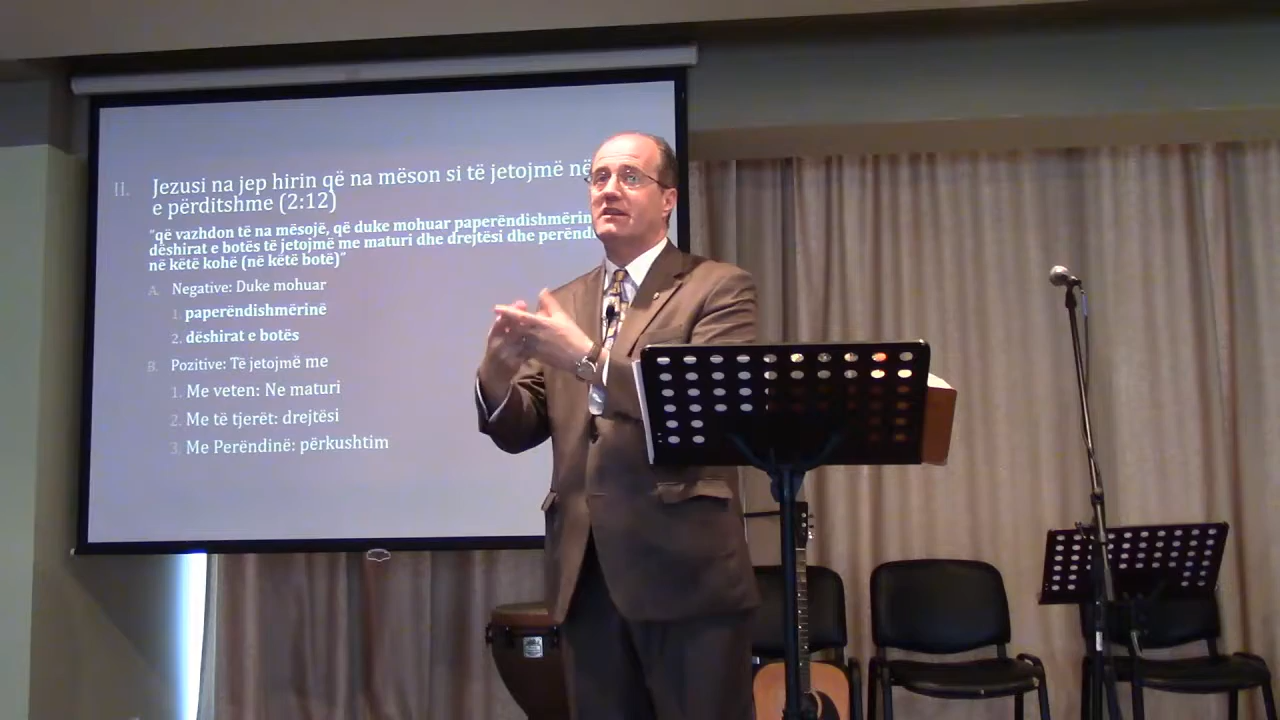 II. Jezusi na jep hirin që na mëson si të jetojmë në
e përditshme (2:12)
"që vazhdon të na mësojë, që duke mohuar
dëshirat e botës të jetojmë me maturi dhe drejtësi dhe
në këtë kohë (në këtë botë)"
A. Negative: Duke mohuar
1. paperëndishmërinë
2. dëshirat e botës
B. Pozitive: Të jetojmë me
1. Me veten: Ne maturi
2. Me të tjerët: drejtësi
3. Me Perëndinë: përkushtim